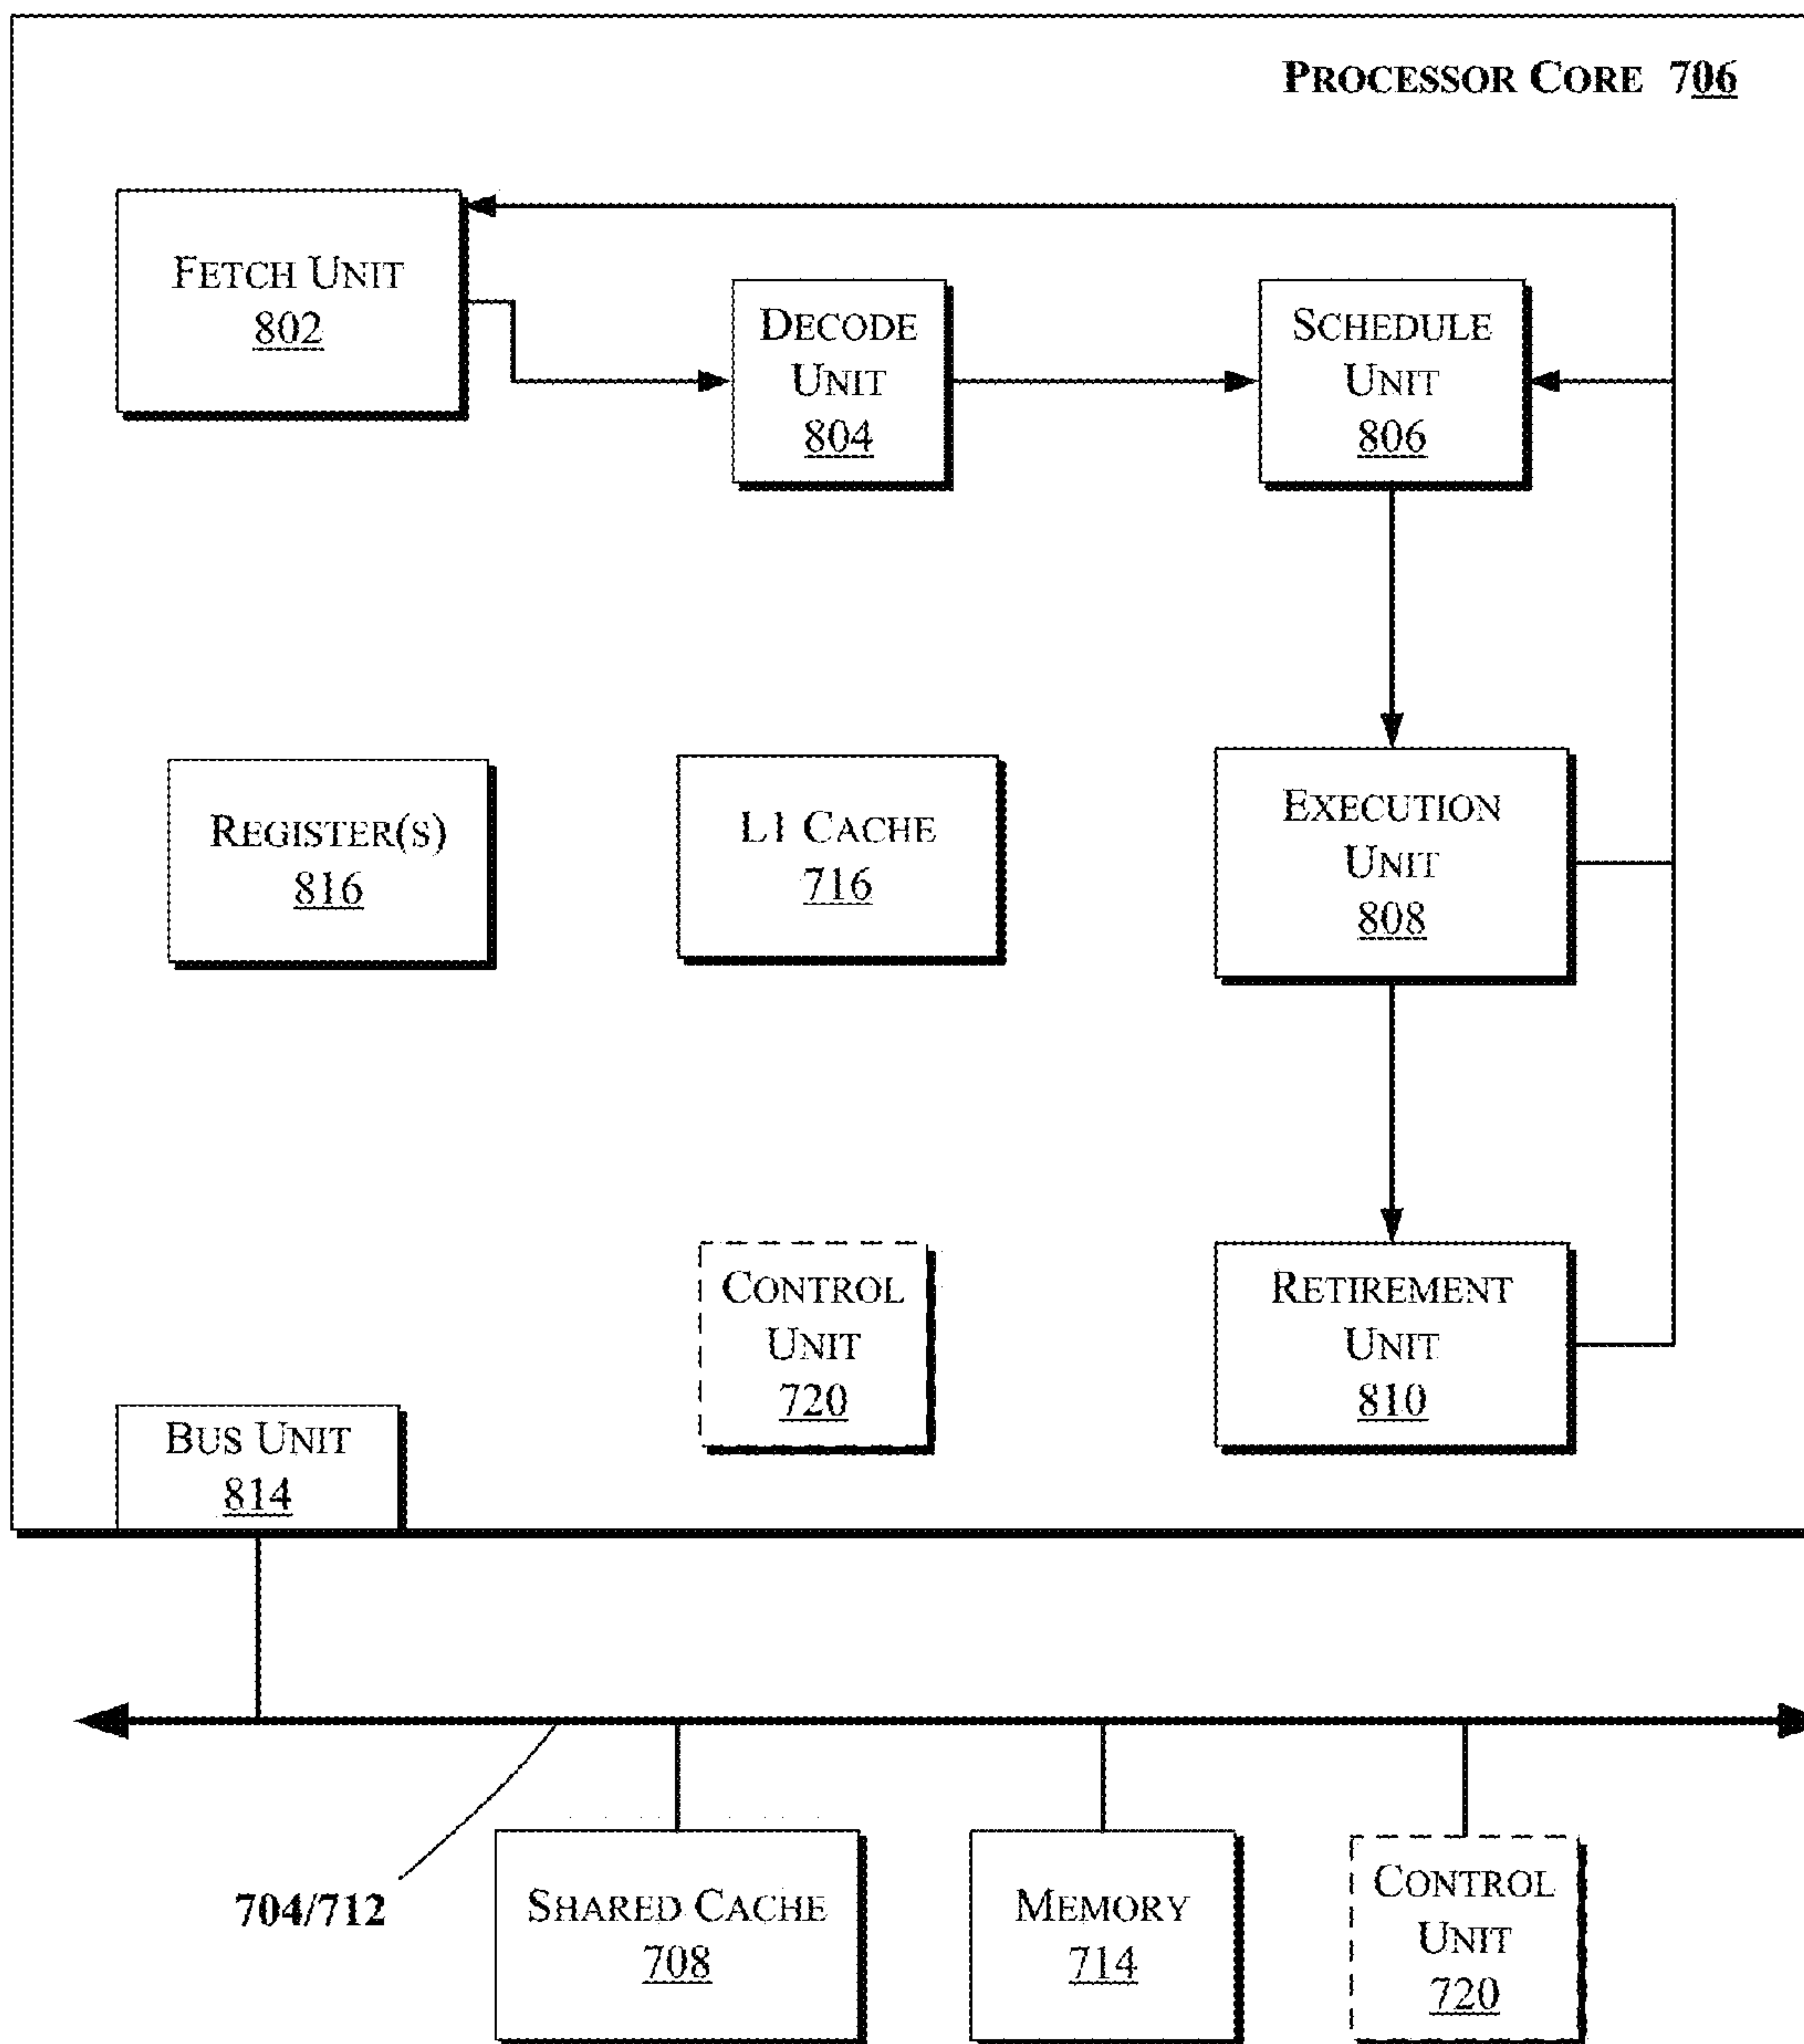 PROCESSOR CORE 706
FETCH UNIT
802
DECODE
UNIT
804
SCHEDULE
UNIT
806
REGISTER(S)
816
L1 CACHE
716
EXECUTION
UNIT
808
CONTROL
UNIT
720
RETIREMENT
UNIT
810
BUS UNIT
814
704/712
SHARED CACHE
708
MEMORY
714
CONTROL
UNIT
720